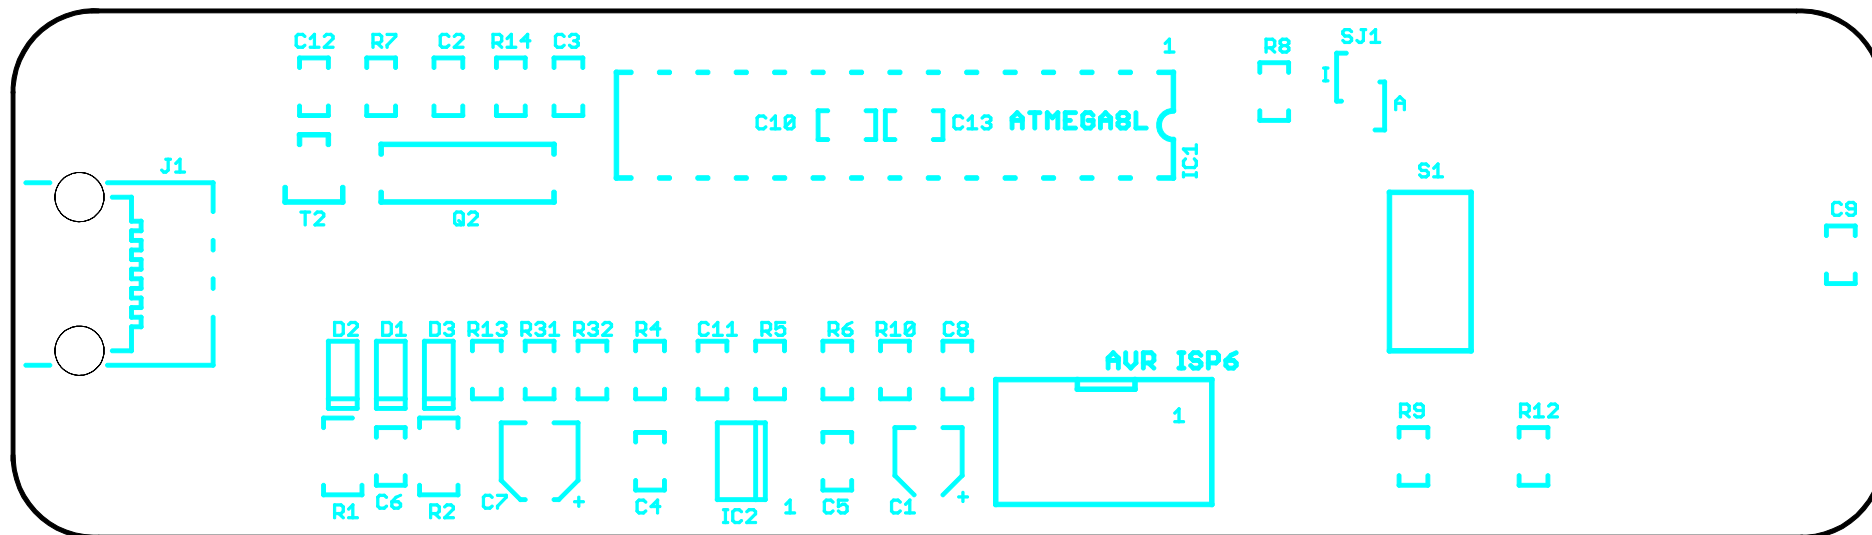 C12 R7 C2 R14 C3 1 R8 SJ1
I
A
C10 C13 ATMEGA8L
IC1
J1 S1
T2 Q2 C9
D2 D1 D3 R13 R31 R32 R4 C11 R5 R6 R10 C8
AVR ISP6
1 R9 R12
R1 C6 R2 C7 + C4 IC2 1 C5 C1 +